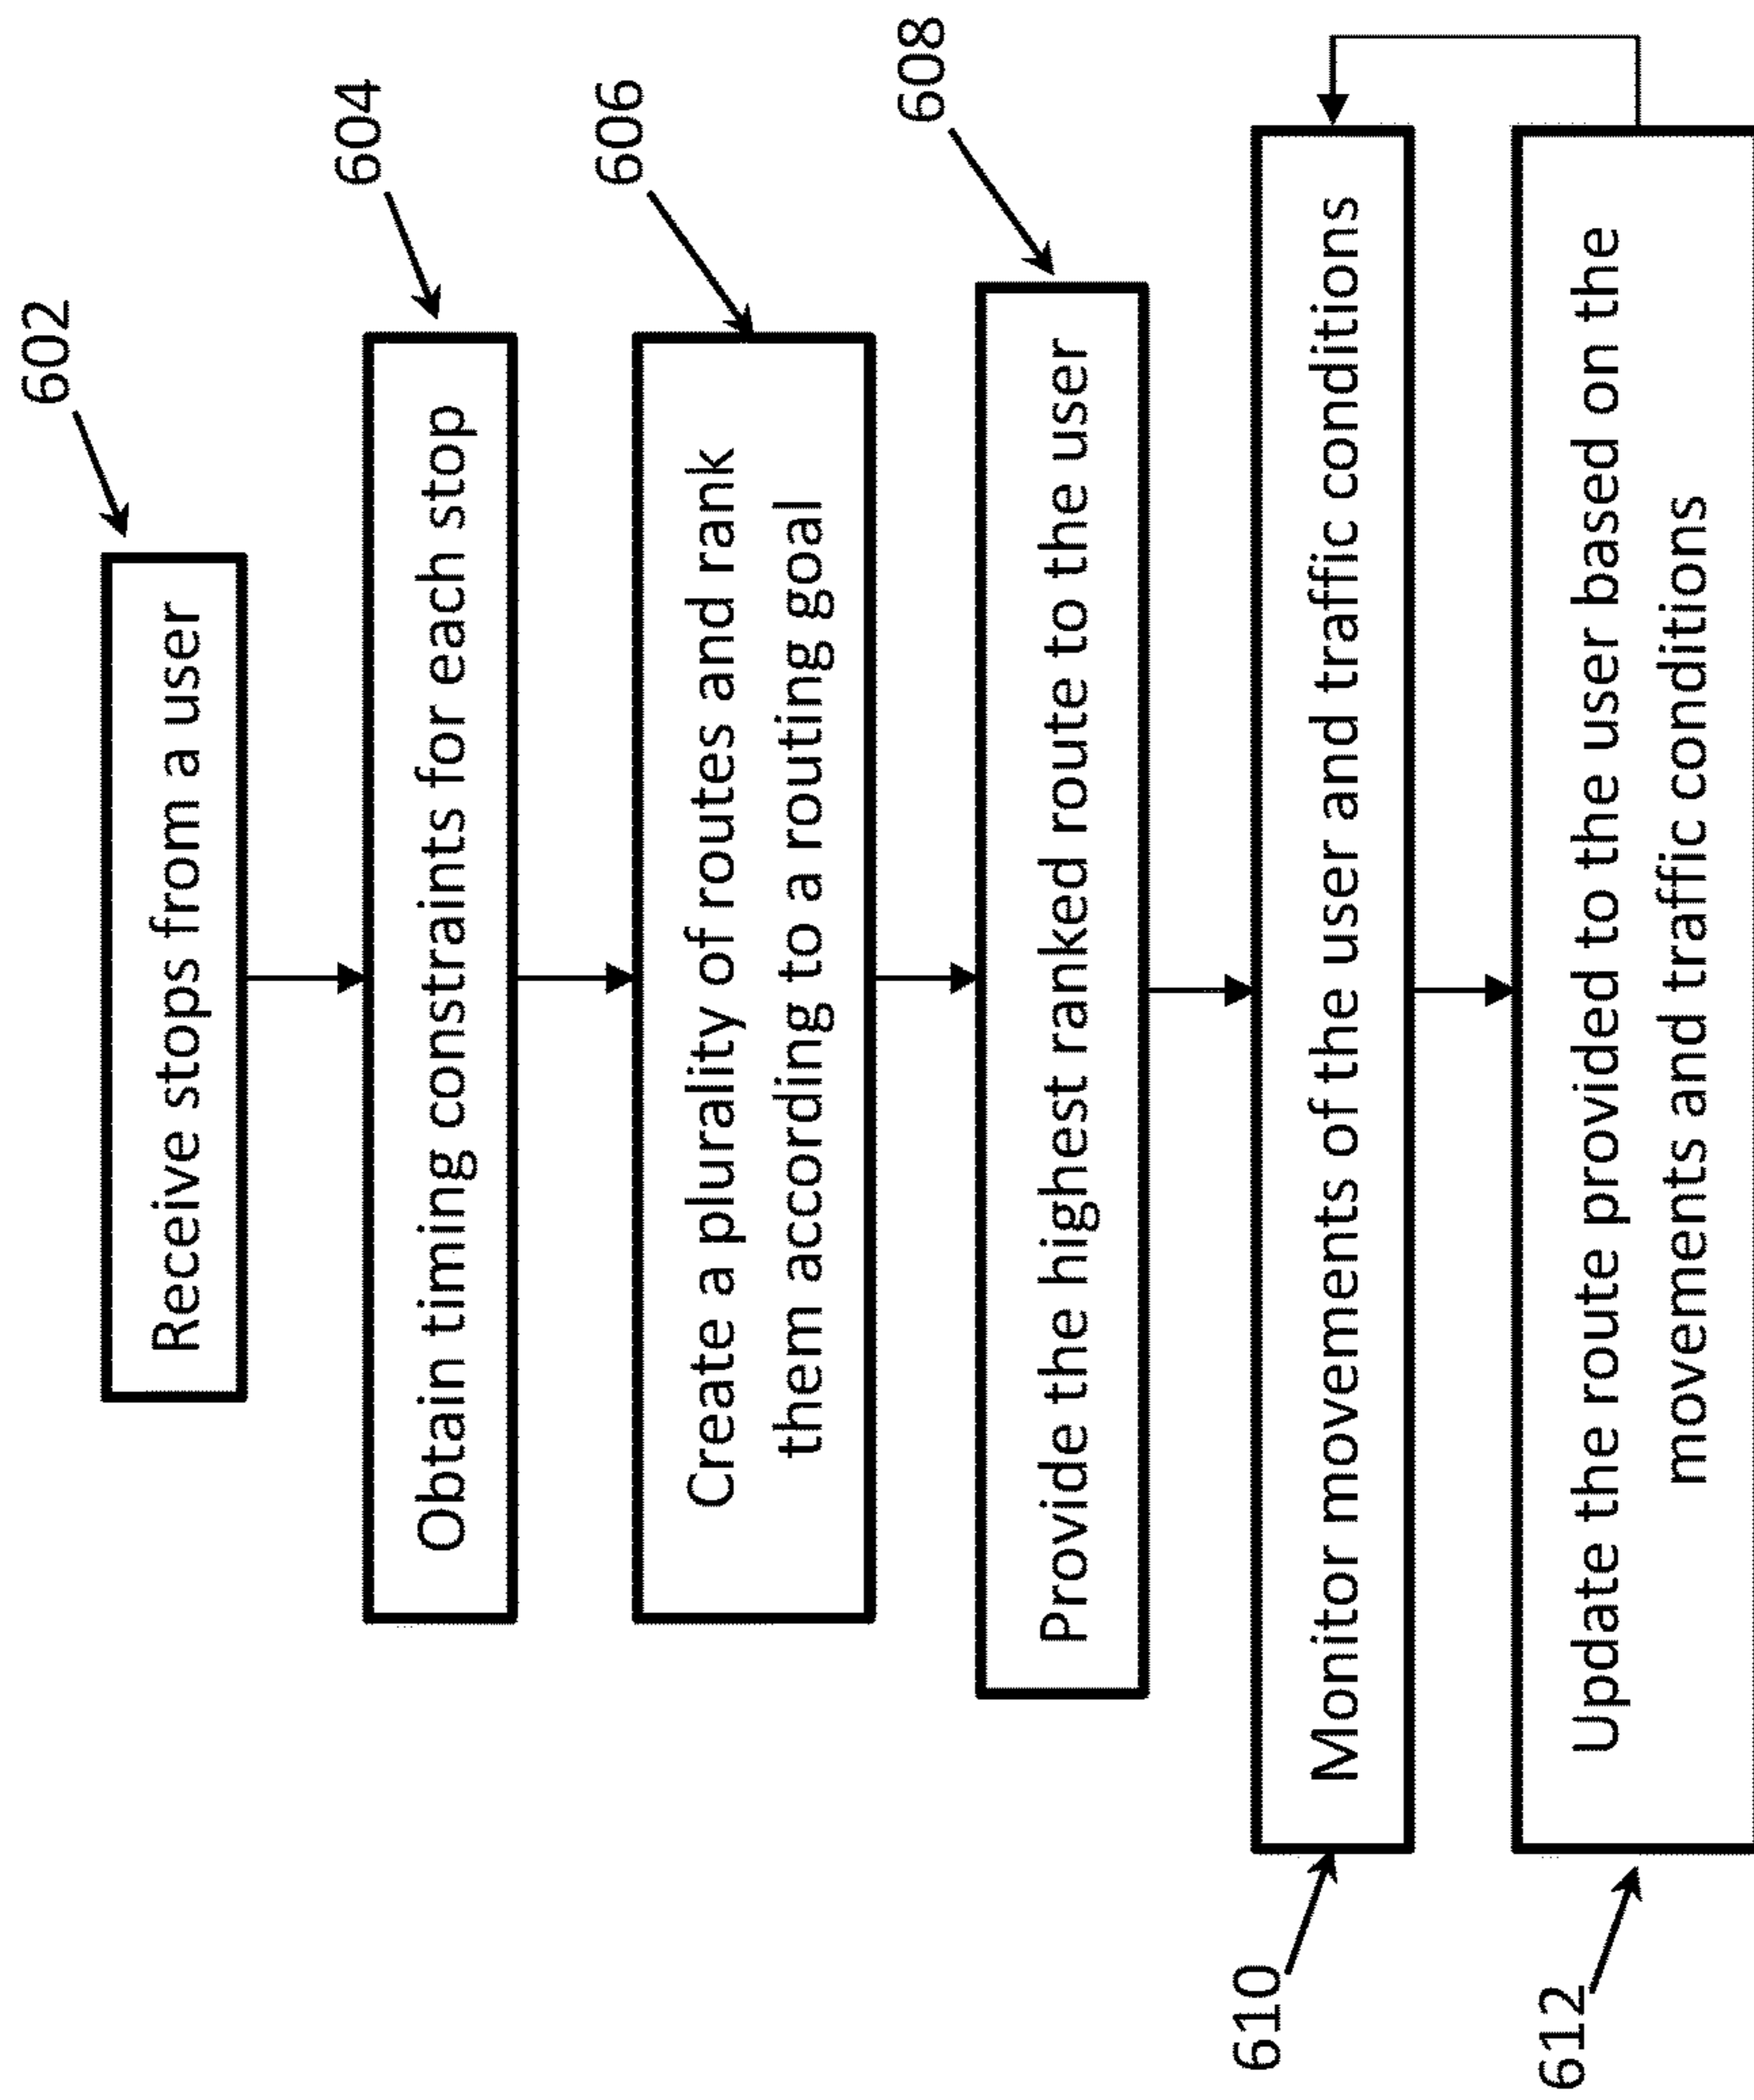 602
Receive stops from a user
604
Obtain timing constraints for each stop
606
Create a plurality of routes and rank
them according to a routing goal
608
Provide the highest ranked route to the user
610
Monitor movements of the user and traffic conditions
612
Update the route provided to the user based on the
movements and traffic conditions